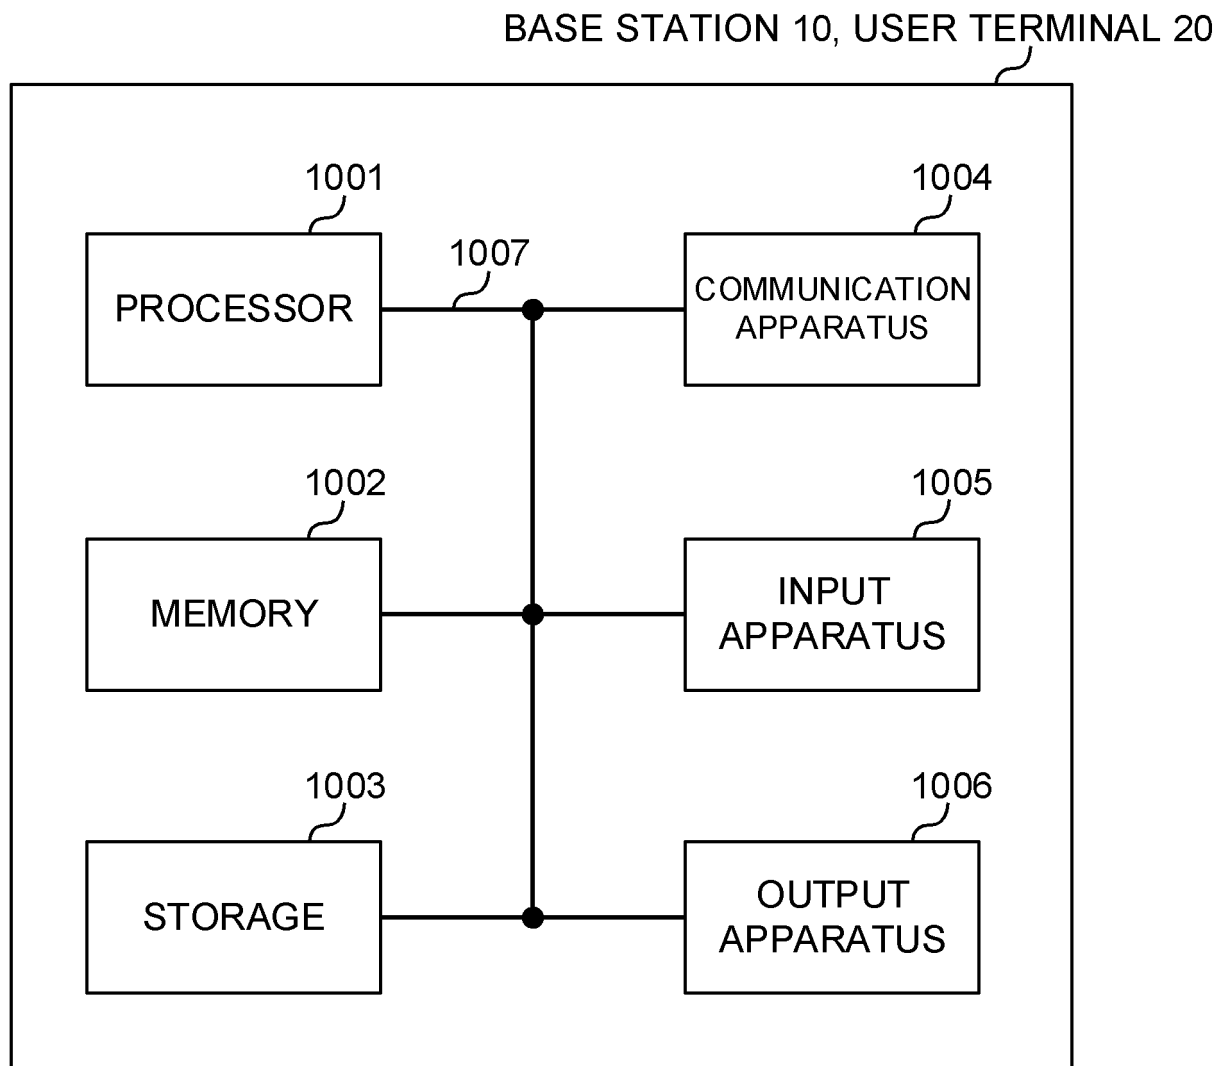 BASE STATION 10, USER TERMINAL 20
1001
PROCESSOR
1007
1004
COMMUNICATION
APPARATUS
1002
MEMORY
1005
INPUT
APPARATUS
1003
STORAGE
1006
OUTPUT
APPARATUS